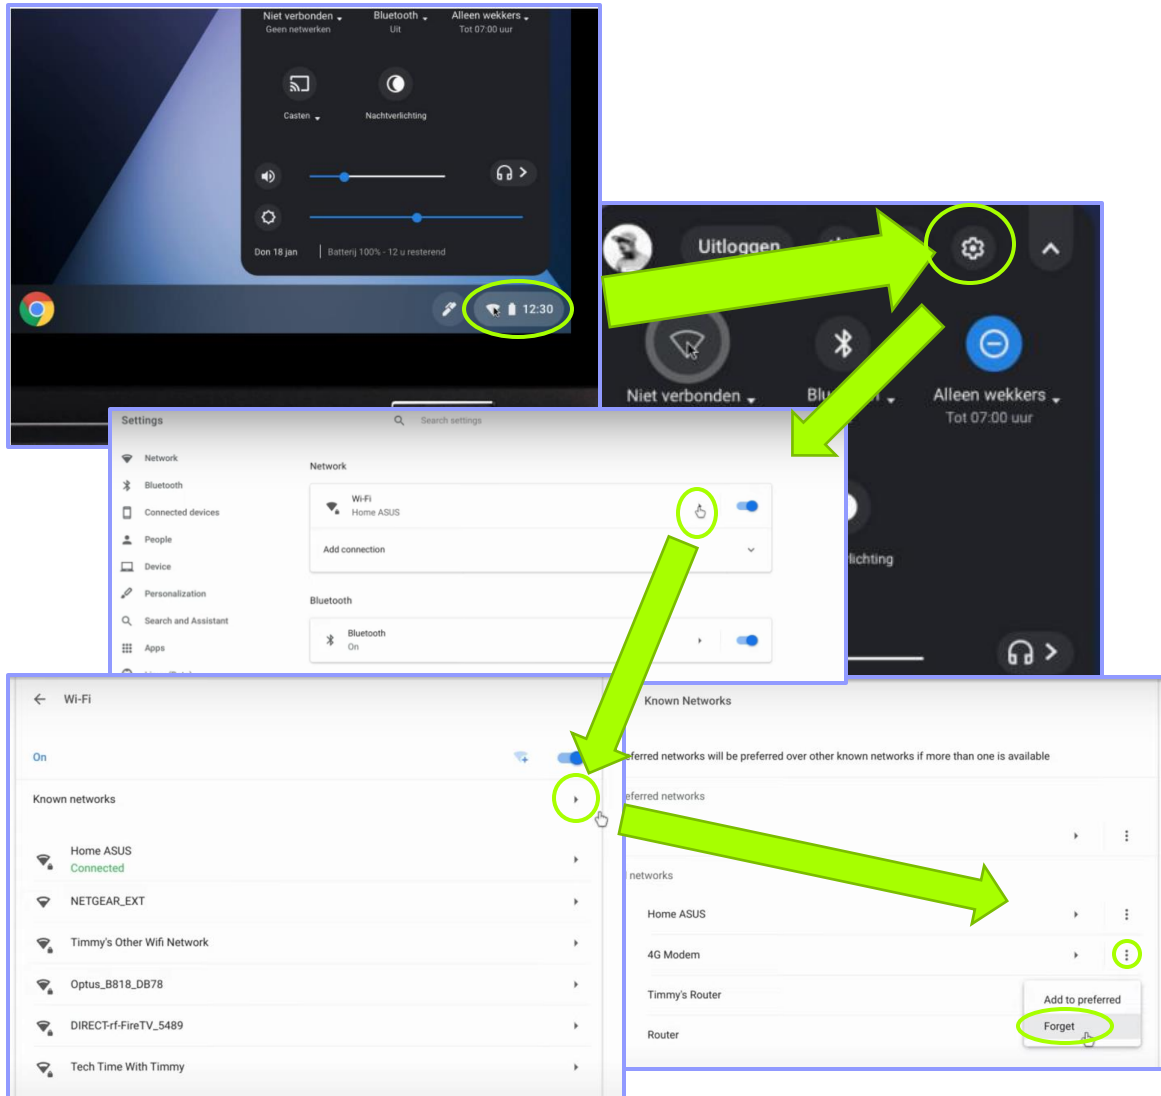 Niet verbonden
Bluetooth
Alleen wekkers
Geen netwerken
Uit
Tot 07:00 uur
Casten
Nachtverlichting
Don 18 jan
Batterij 100% - 12 u resterend
12:30
Uitloggen
Niet verbonden
Alleen wekkers
Tot 07:00 uur
lichting
Settings
Search settings
Network
Bluetooth
Connected devices
People
Device
Personalization
Search and Assistant
Apps
Network
Wi-Fi
Home ASUS
Add connection
Bluetooth
Bluetooth
On
Wi-Fi
On
Known networks
Home ASUS
Connected
NETGEAR_EXT
Timmy's Other Wifi Network
Optus_B818_DB78
DIRECT-rf-FireTV_5489
Tech Time With Timmy
Known Networks
ferred networks will be preferred over other known networks if more than one is available
eferred networks
networks
Home ASUS
4G Modem
Timmy's Router
Router
Add to preferred
Forget